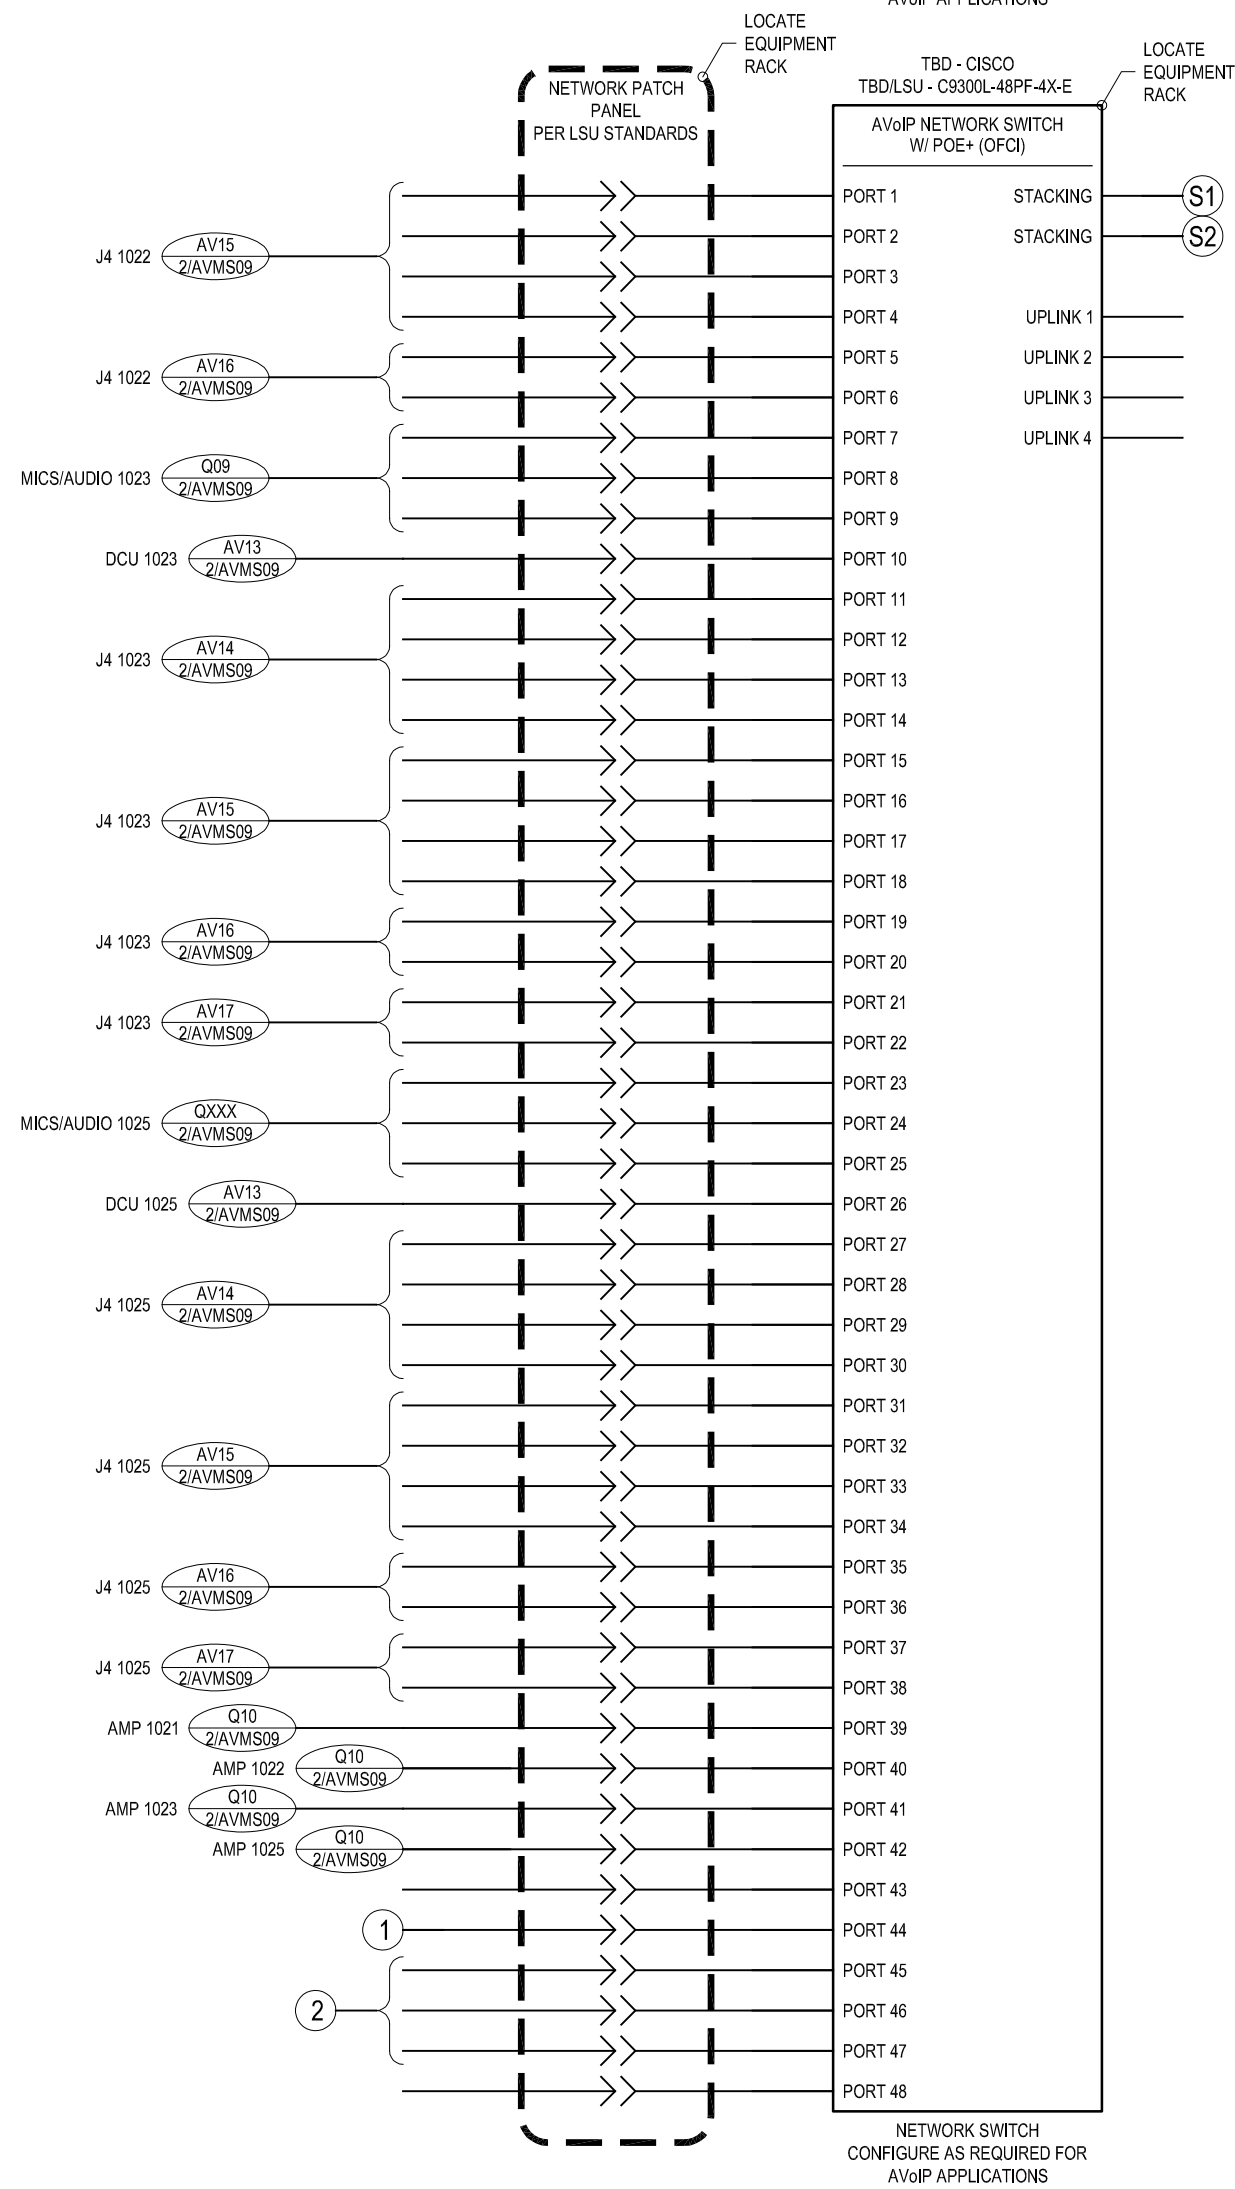 AVoIP APPLICATIONS
LOCATE
EQUIPMENT
RACK
LOCATE
EQUIPMENT
RACK
TBD - CISCO
TBD/LSU - C9300L-48PF-4X-E
NETWORK PATCH
PANEL
PER LSU STANDARDS
AVoIP NETWORK SWITCH
W/ POE+ (OFCI)
PORT 1
STACKING
S1
PORT 2
STACKING
S2
J4 1022
AV15
2/AVMS09
PORT 3
PORT 4
UPLINK 1
PORT 5
UPLINK 2
J4 1022
AV16
2/AVMS09
PORT 6
UPLINK 3
PORT 7
UPLINK 4
MICS/AUDIO 1023
Q09
2/AVMS09
PORT 8
PORT 9
DCU 1023
AV13
2/AVMS09
PORT 10
PORT 11
PORT 12
J4 1023
AV14
2/AVMS09
PORT 13
PORT 14
PORT 15
PORT 16
J4 1023
AV15
2/AVMS09
PORT 17
PORT 18
PORT 19
J4 1023
AV16
2/AVMS09
PORT 20
PORT 21
J4 1023
AV17
2/AVMS09
PORT 22
PORT 23
MICS/AUDIO 1025
QXXX
2/AVMS09
PORT 24
PORT 25
DCU 1025
AV13
2/AVMS09
PORT 26
PORT 27
PORT 28
J4 1025
AV14
2/AVMS09
PORT 29
PORT 30
PORT 31
PORT 32
J4 1025
AV15
2/AVMS09
PORT 33
PORT 34
PORT 35
J4 1025
AV16
2/AVMS09
PORT 36
PORT 37
J4 1025
AV17
2/AVMS09
PORT 38
AMP 1021
Q10
2/AVMS09
PORT 39
AMP 1022
Q10
2/AVMS09
PORT 40
AMP 1023
Q10
2/AVMS09
PORT 41
AMP 1025
Q10
2/AVMS09
PORT 42
PORT 43
1
PORT 44
PORT 45
2
PORT 46
PORT 47
PORT 48
NETWORK SWITCH
CONFIGURE AS REQUIRED FOR
AVoIP APPLICATIONS